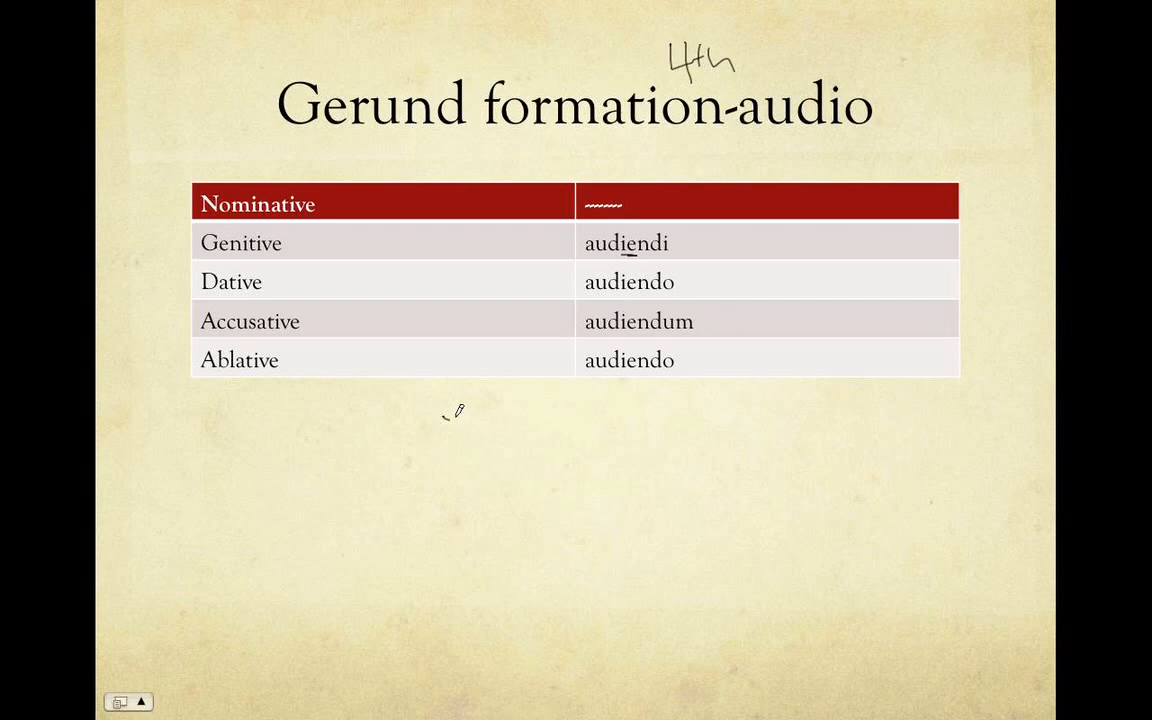 4th
Gerund formation-audio
Nominative -------
Genitive audiendi
Dative audiendo
Accusative audiendum
Ablative audiendo